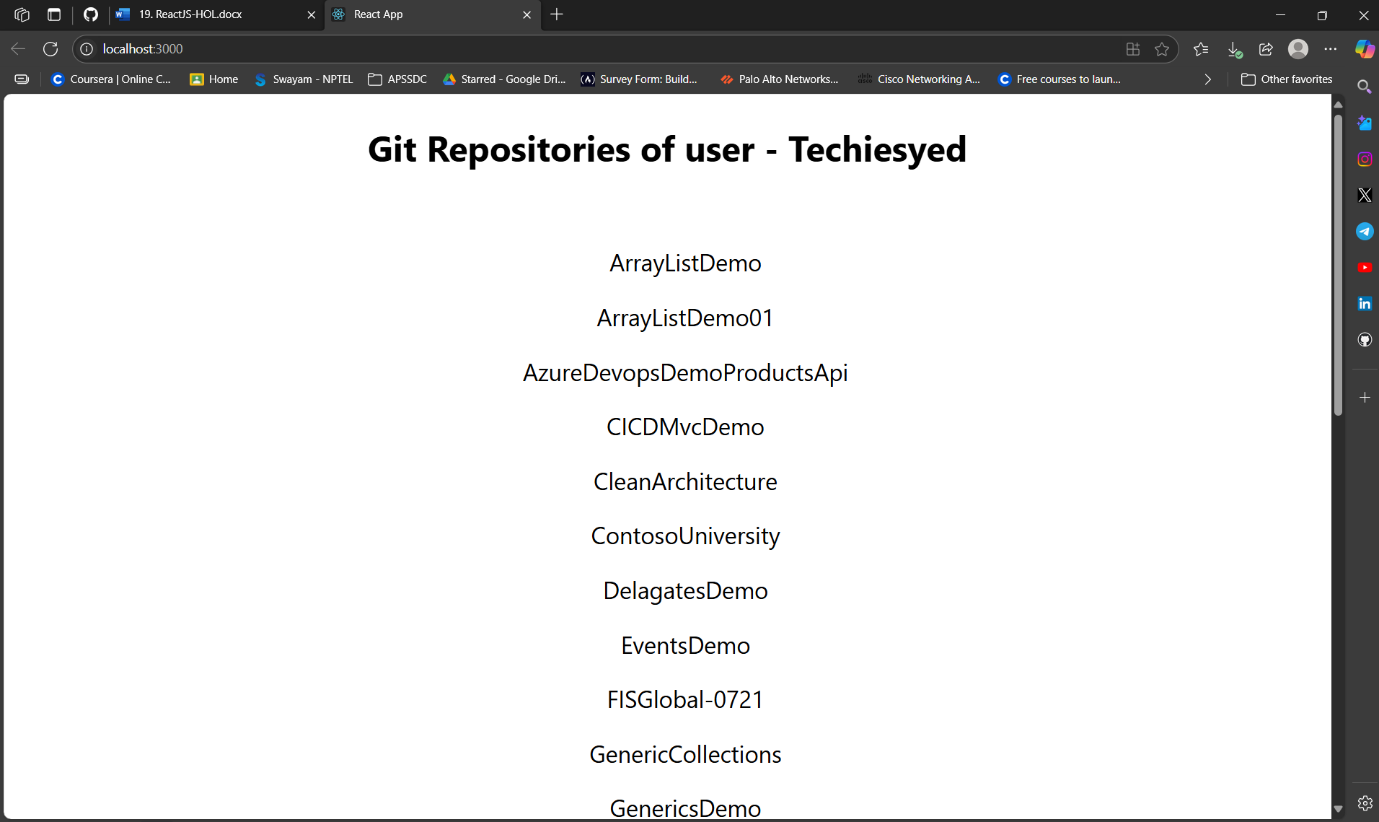 19. ReactJS-HOL.docx
React App
localhost:3000
Coursera | Online C...
Home
Swayam - NPTEL
APSSDC
Starred - Google Dri...
Survey Form: Build...
Palo Alto Networks...
Cisco Networking A...
Free courses to laun...
Other favorites
Git Repositories of user - Techiesyed
ArrayListDemo
ArrayListDemo01
AzureDevopsDemoProductsApi
CICDMvcDemo
CleanArchitecture
ContosoUniversity
DelagatesDemo
EventsDemo
FISGlobal-0721
GenericCollections
GenericsDemo